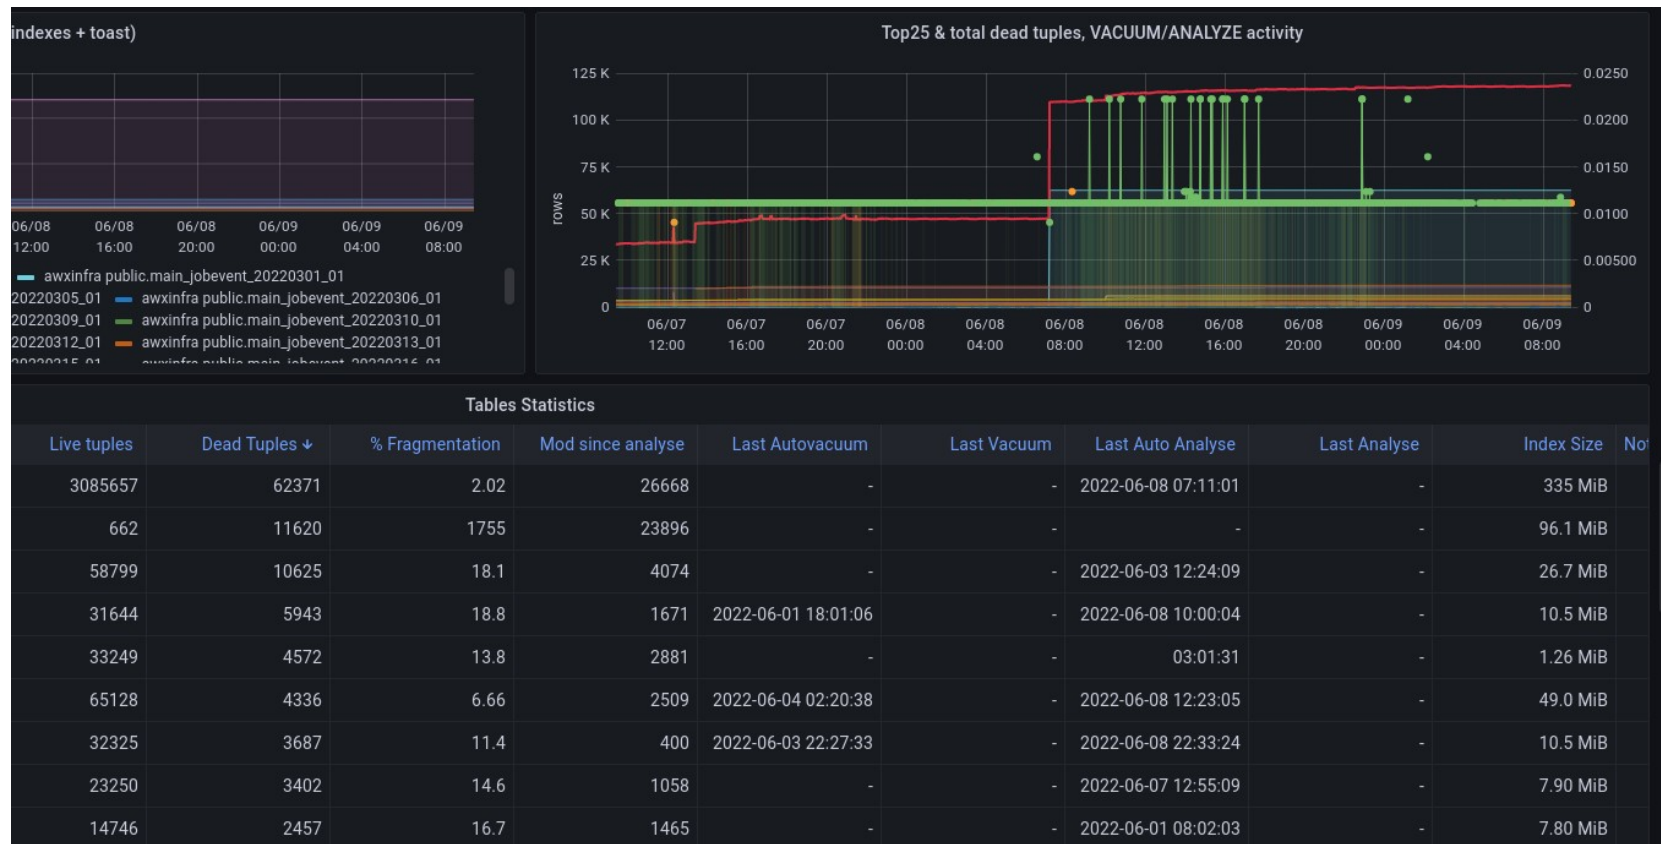 indexes + toast)
06/08 06/08 06/08 06/09 06/09 06/09
12:00 16:00 20:00 00:00 04:00 08:00
awxinfra public.main_jobevent_20220301_01
20220305_01 awxinfra public.main_jobevent_20220306_01
20220309_01 awxinfra public.main_jobevent_20220310_01
20220312_01 awxinfra public.main_jobevent_20220313_01
20220315_01 awxinfra public.main_jobevent_20220316_01
Top25 & total dead tuples, VACUUM/ANALYZE activity
125 K 0.0250
100 K 0.0200
75 K 0.0150
50 K 0.0100
25 K 0.00500
0 0
rows
06/07 06/07 06/07 06/08 06/08 06/08 06/08 06/08 06/08 06/09 06/09 06/09
12:00 16:00 20:00 00:00 04:00 08:00 12:00 16:00 20:00 00:00 04:00 08:00
Tables Statistics
Live tuples Dead Tuples ↓ % Fragmentation Mod since analyse Last Autovacuum Last Vacuum Last Auto Analyse Last Analyse Index Size No
3085657 62371 2.02 26668 - - 2022-06-08 07:11:01 - 335 MiB
662 11620 1755 23896 - - - - 96.1 MiB
58799 10625 18.1 4074 - - 2022-06-03 12:24:09 - 26.7 MiB
31644 5943 18.8 1671 2022-06-01 18:01:06 - 2022-06-08 10:00:04 - 10.5 MiB
33249 4572 13.8 2881 - - 03:01:31 - 1.26 MiB
65128 4336 6.66 2509 2022-06-04 02:20:38 - 2022-06-08 12:23:05 - 49.0 MiB
32325 3687 11.4 400 2022-06-03 22:27:33 - 2022-06-08 22:33:24 - 10.5 MiB
23250 3402 14.6 1058 - - 2022-06-07 12:55:09 - 7.90 MiB
14746 2457 16.7 1465 - - 2022-06-01 08:02:03 - 7.80 MiB